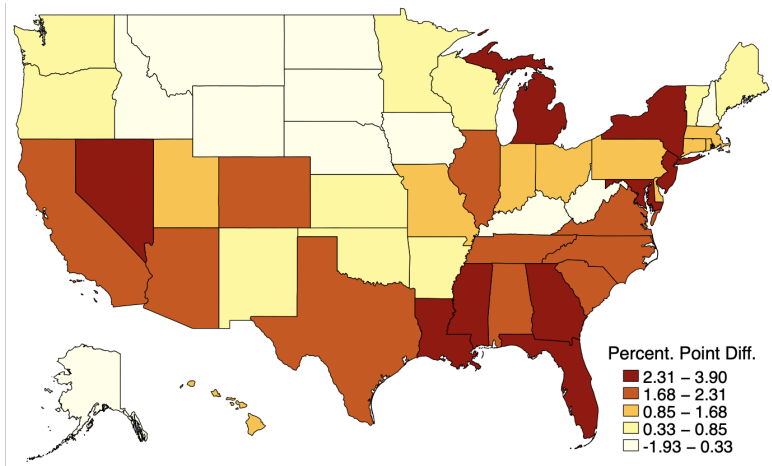 Percent. Point Diff.
2.31 – 3.90
1.68 – 2.31
0.85 – 1.68
0.33 – 0.85
-1.93 – 0.33